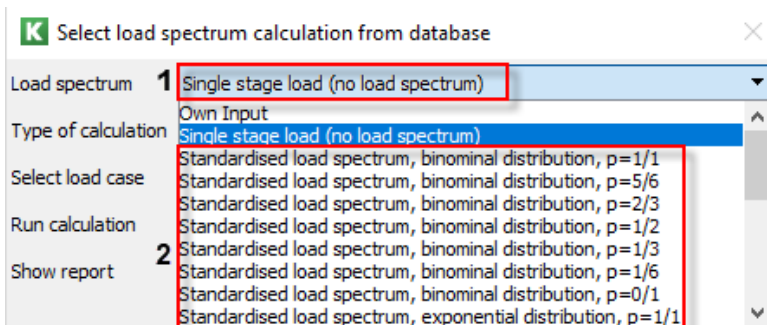 K Select load spectrum calculation from database
Load spectrum 1 Single stage load (no load spectrum)
Own Input
Type of calculation Single stage load (no load spectrum)
Standardised load spectrum, binominal distribution, p=1/1
Select load case Standardised load spectrum, binominal distribution, p=5/6
Standardised load spectrum, binominal distribution, p=2/3
Run calculation Standardised load spectrum, binominal distribution, p=1/2
2 Standardised load spectrum, binominal distribution, p=1/3
Show report Standardised load spectrum, binominal distribution, p=1/6
Standardised load spectrum, binominal distribution, p=0/1
Standardised load spectrum, exponential distribution, p=1/1